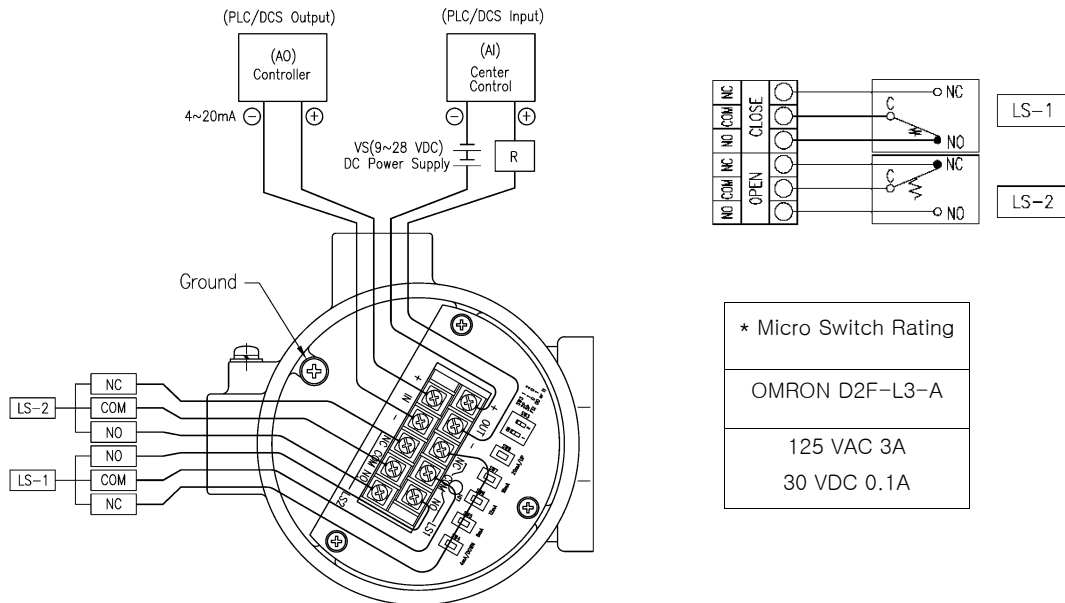 (PLC/DCS Output)
(PLC/DCS Input)
(AO)
Controller
(AI)
Center
Control
4~20mA
−
+
−
+
VS(9~28 VDC)
DC Power Supply
R
Ground
NC
LS-2
COM
NO
NO
LS-1
COM
NC
+
IN
−
+
OUT
−
NC
COM
NO
LS2
NC
NO
LS1
NC
COM
NO
CLOSE
NC
COM
NO
OPEN
C
NC
NO
LS-1
C
NC
NO
LS-2
* Micro Switch Rating
OMRON D2F-L3-A
125 VAC 3A
30 VDC 0.1A